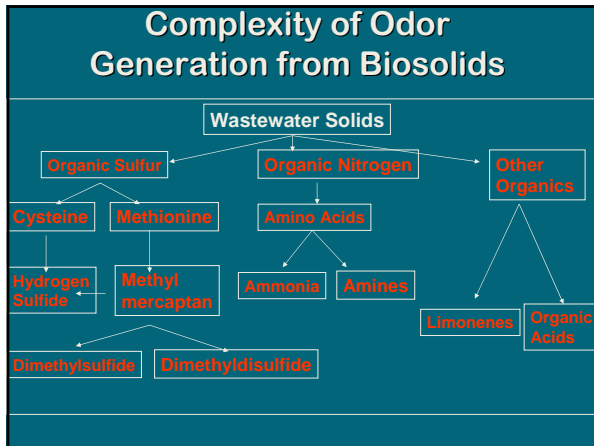 Complexity of Odor
Generation from Biosolids
Wastewater Solids
Organic Sulfur
Organic Nitrogen
Other
Organics
Cysteine
Methionine
Amino Acids
Hydrogen
Sulfide
Methyl
mercaptan
Ammonia
Amines
Limonenes
Organic
Acids
Dimethylsulfide
Dimethyldisulfide